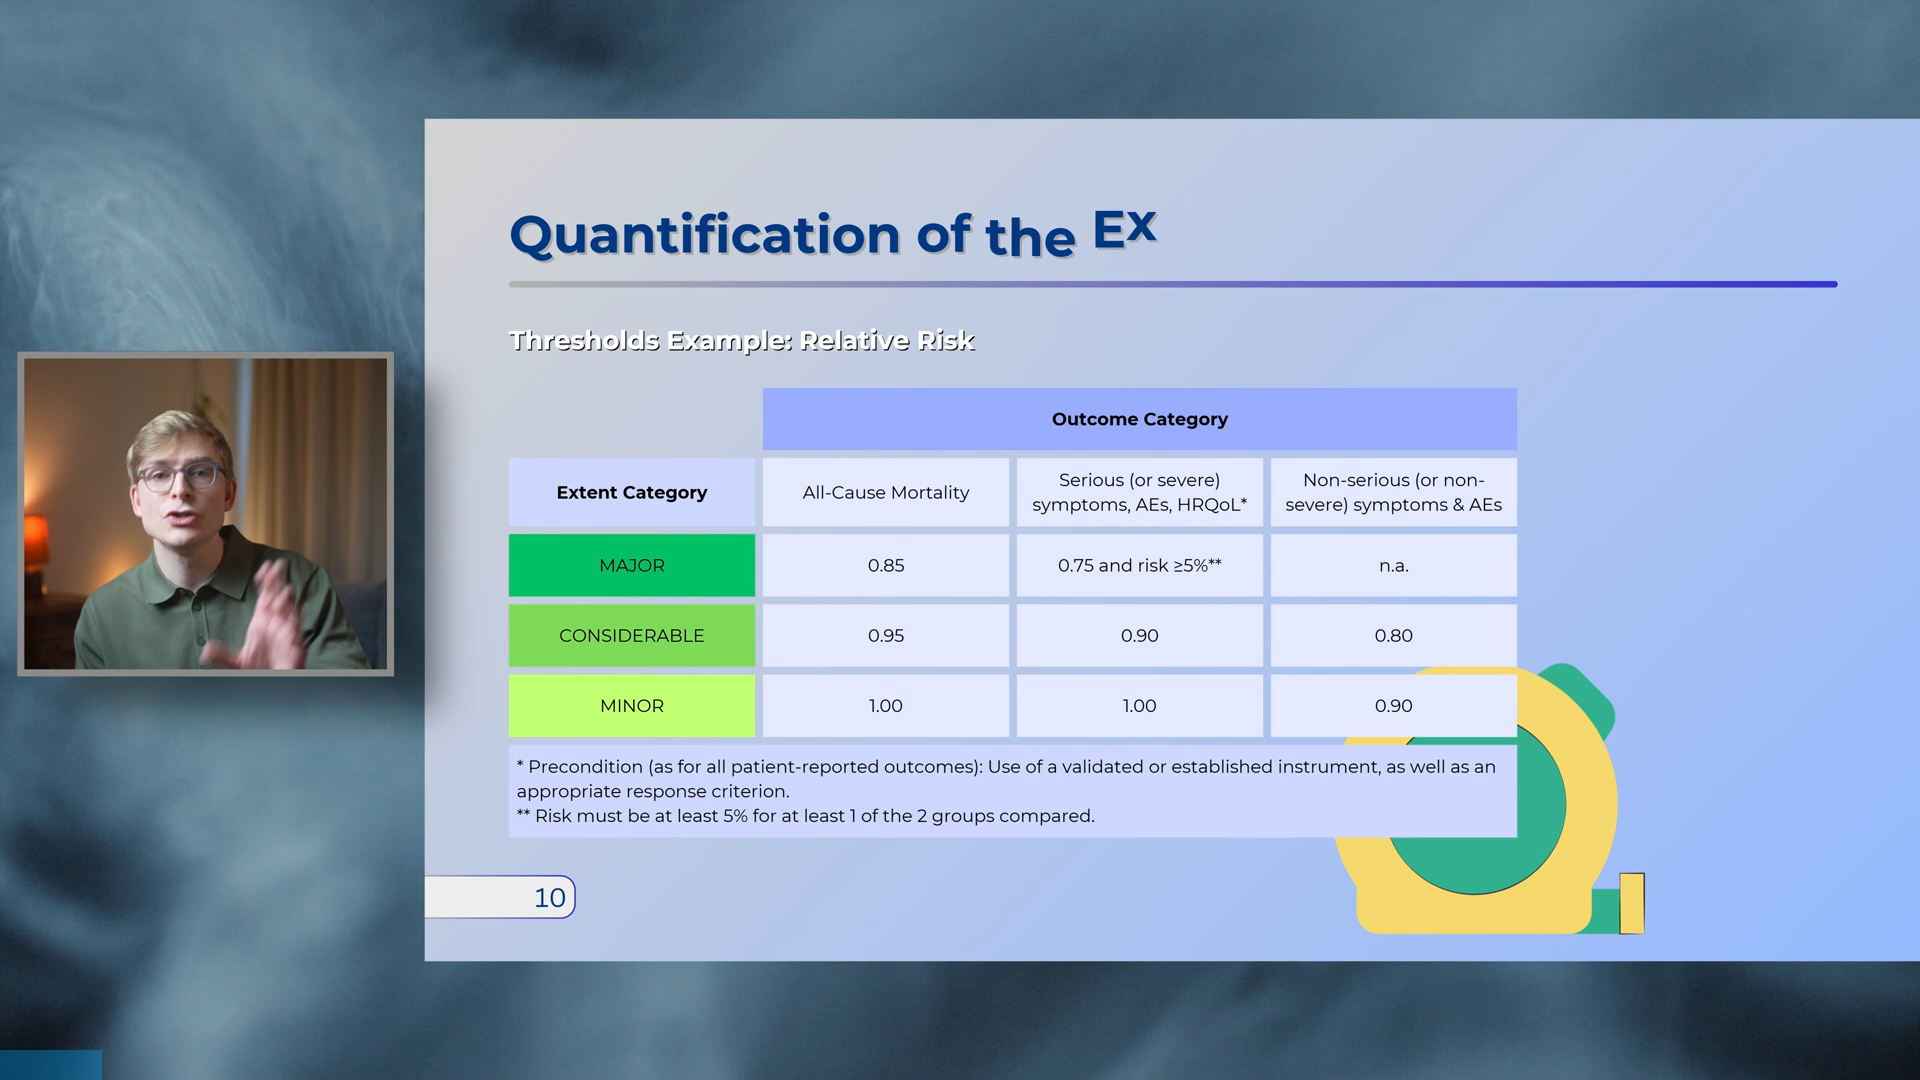 Quantification of the Ex
Thresholds Example: Relative Risk
Outcome Category
Extent Category
All-Cause Mortality
Serious (or severe)
symptoms, AEs, HRQoL*
Non-serious (or non-
severe) symptoms & AEs
MAJOR
0.85
0.75 and risk ≥5%**
n.a.
CONSIDERABLE
0.95
0.90
0.80
MINOR
1.00
1.00
0.90
* Precondition (as for all patient-reported outcomes): Use of a validated or established instrument, as well as an
appropriate response criterion.
** Risk must be at least 5% for at least 1 of the 2 groups compared.
10